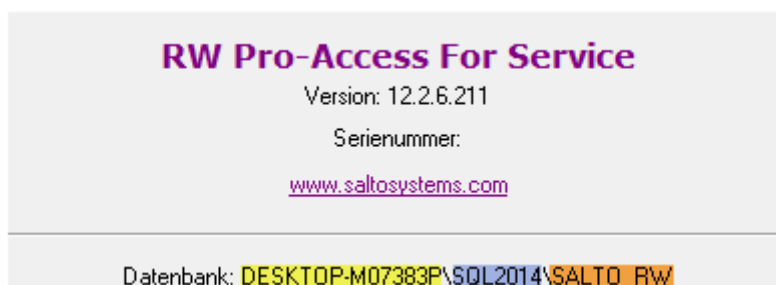 RW Pro-Access For Service
Version: 12.2.6.211
Serienummer:
www.saltosystems.com
Datenbank: DESKTOP-M07383P\SQL2014\SALTO_RW